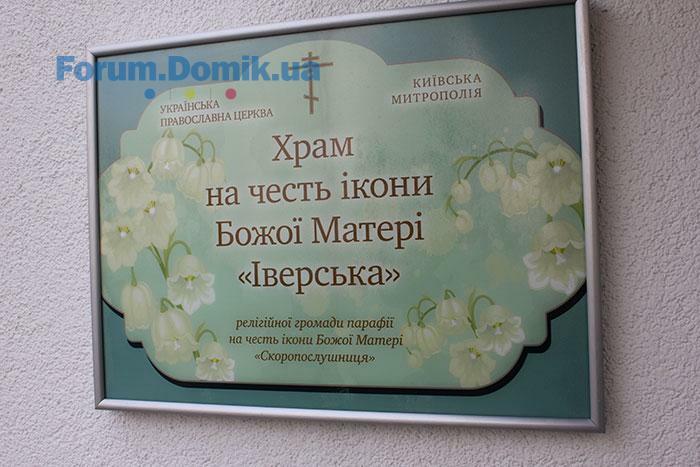 Forum.Domik.ua
УКРАЇНСЬКА
ПРАВОСЛАВНА ЦЕРКВА
КИЇВСЬКА
МИТРОПОЛІЯ
Храм
на честь ікони
Божої Матері
«Іверська»
релігійної громади парафії
на честь ікони Божої Матері
«Скоропослушниця»